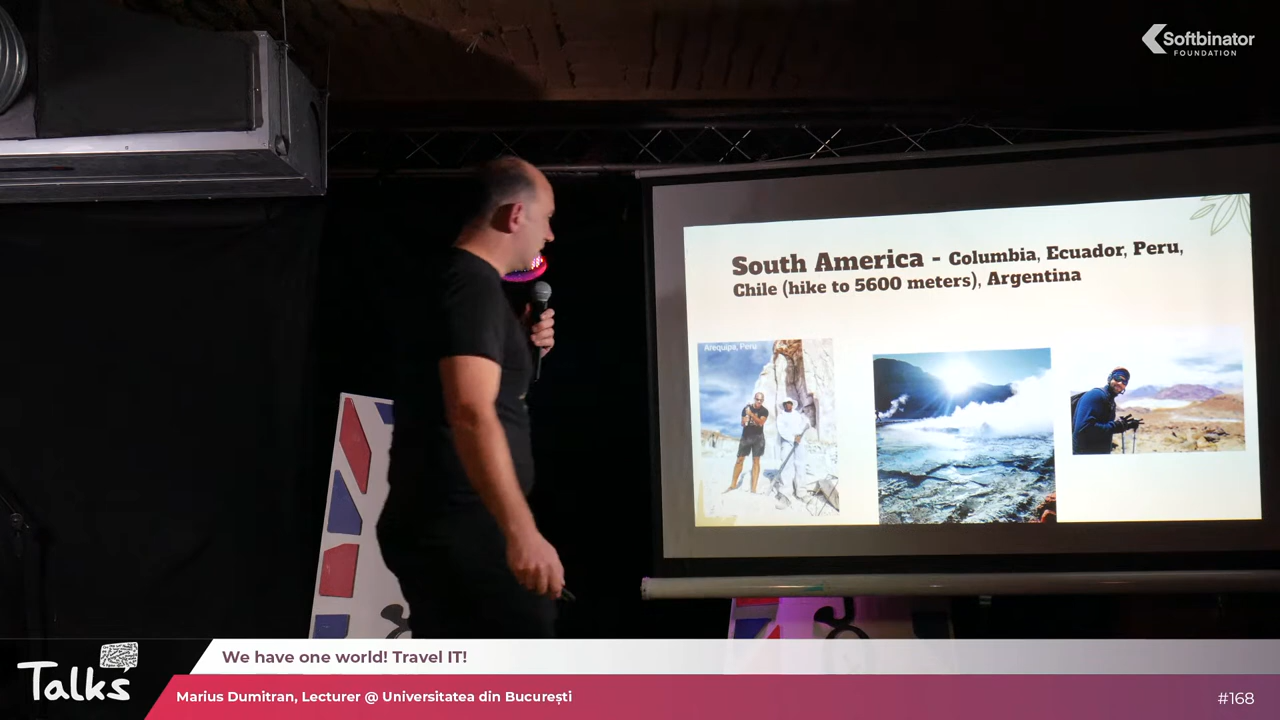 Softbinator
FOUNDATION
South America - Columbia, Ecuador, Peru,
Chile (hike to 5600 meters), Argentina
Arequipa, Peru
Talks
We have one world! Travel IT!
Marius Dumitran, Lecturer @ Universitatea din București
#168